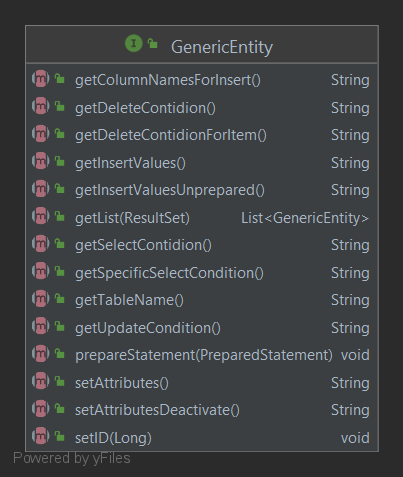 GenericEntity
getColumnNamesForInsert() String
getDeleteContidion() String
getDeleteContidionForItem() String
getInsertValues() String
getInsertValuesUnprepared() String
getList(ResultSet) List<GenericEntity>
getSelectContidion() String
getSpecificSelectCondition() String
getTableName() String
getUpdateCondition() String
prepareStatement(PreparedStatement) void
setAttributes() String
setAttributesDeactivate() String
setID(Long) void
Powered by yFiles